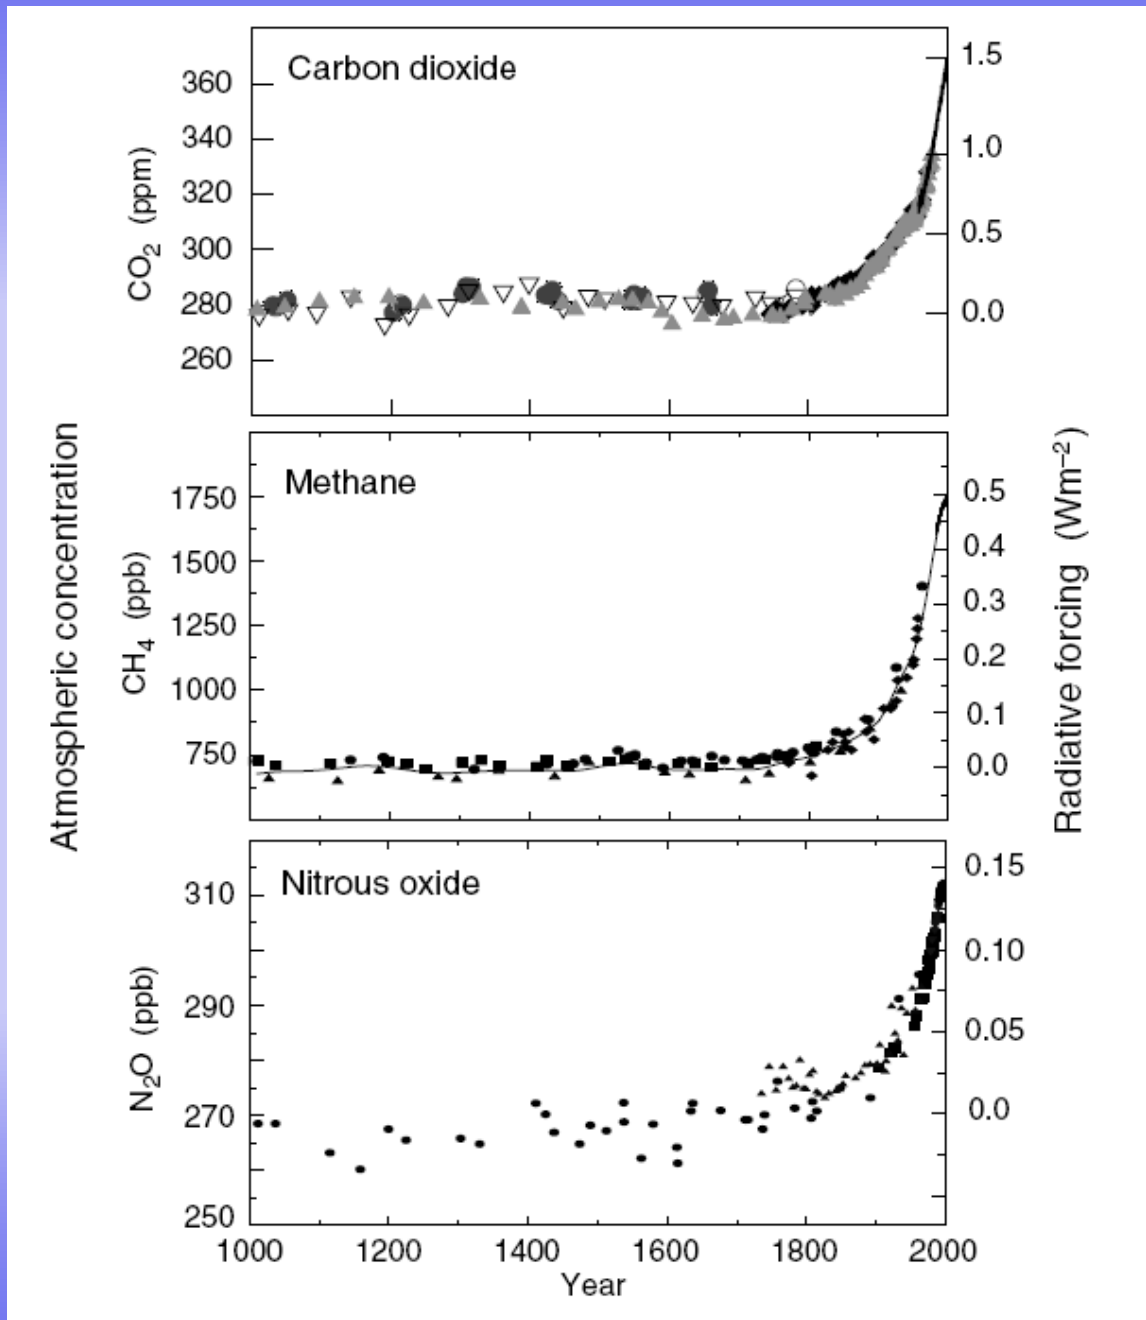 Carbon dioxide
360
340
320
300
280
260
CO₂ (ppm)
1.5
1.0
0.5
0.0
Methane
1750
1500
1250
1000
750
CH₄ (ppb)
0.5
0.4
0.3
0.2
0.1
0.0
Atmospheric concentration
Radiative forcing (Wm⁻²)
Nitrous oxide
310
290
270
250
N₂O (ppb)
0.15
0.10
0.05
0.0
1000 1200 1400 1600 1800 2000
Year